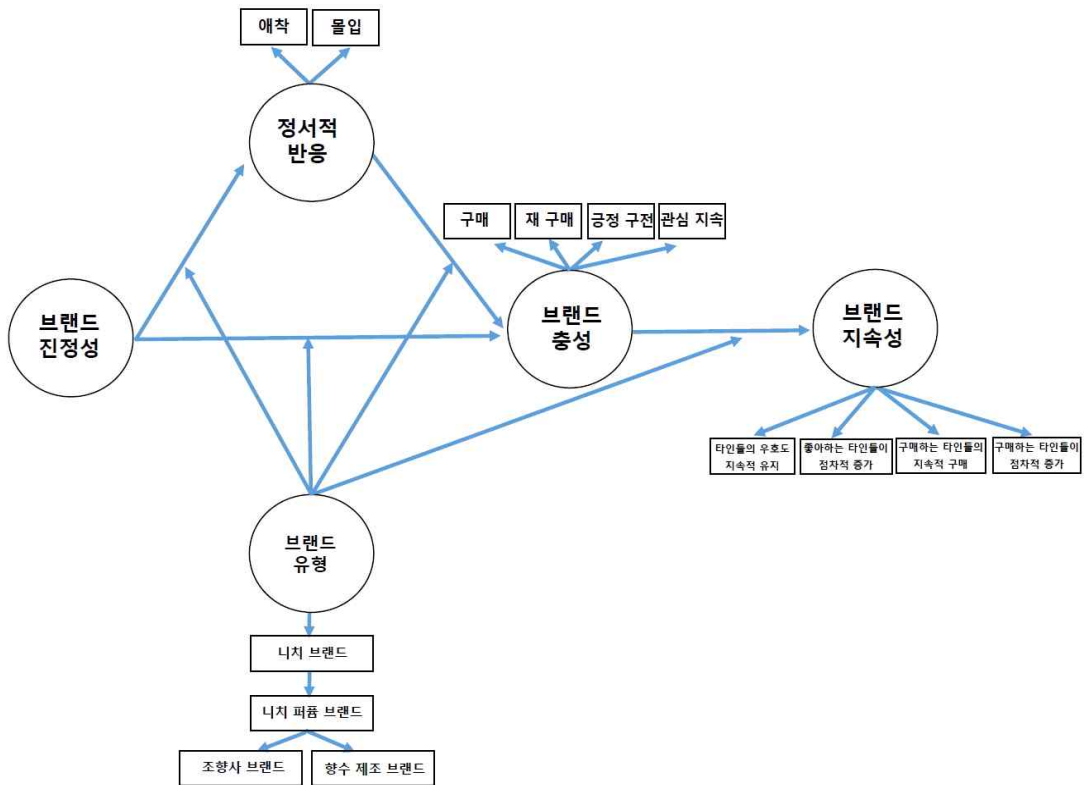 애착
몰입
정서적
반응
구매
재 구매
긍정 구전
관심 지속
브랜드
진정성
브랜드
충성
브랜드
지속성
타인들의 우호도
지속적 유지
좋아하는 타인들이
점차적 증가
구매하는 타인들의
지속적 구매
구매하는 타인들이
점차적 증가
브랜드
유형
니치 브랜드
니치 퍼퓸 브랜드
조향사 브랜드
향수 제조 브랜드